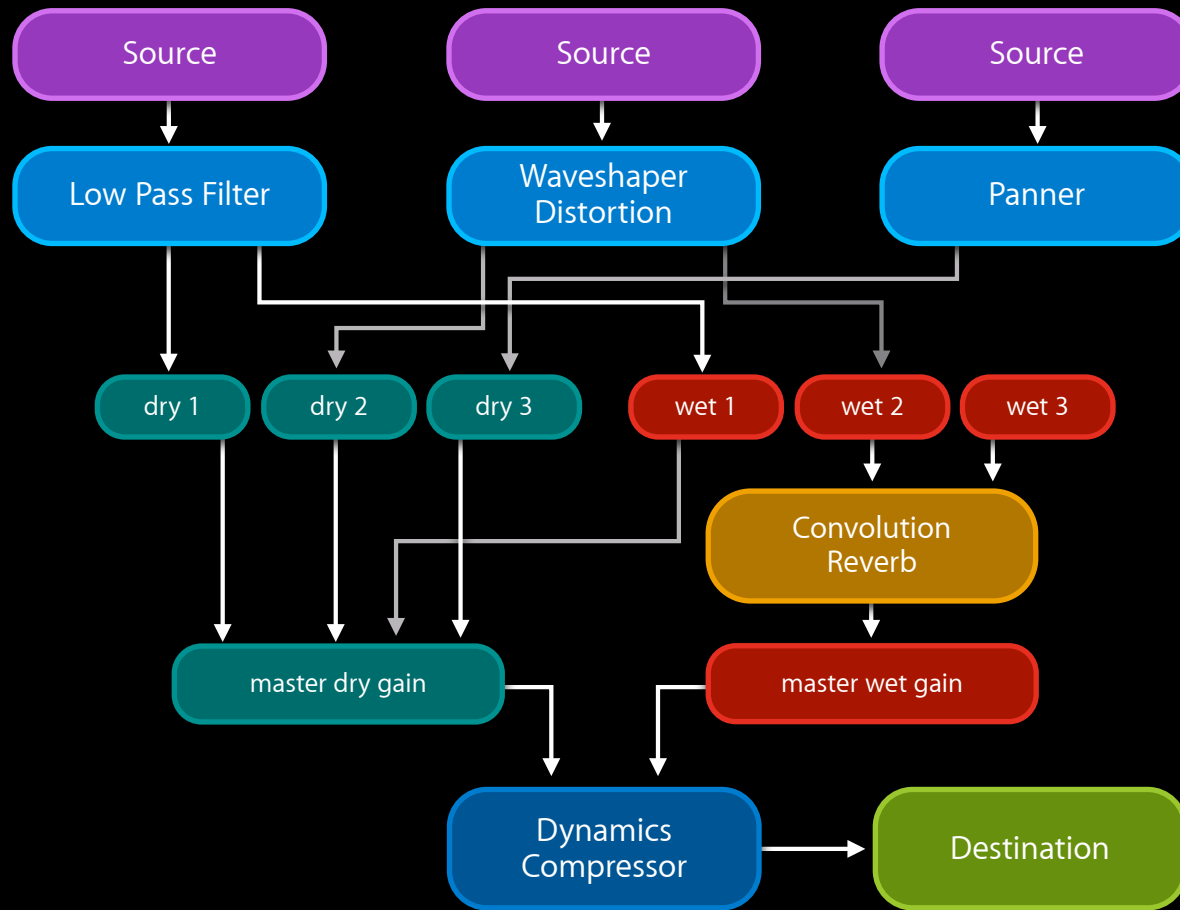 Source
Source
Source
Low Pass Filter
Waveshaper
Distortion
Panner
dry 1
dry 2
dry 3
wet 1
wet 2
wet 3
Convolution
Reverb
master dry gain
master wet gain
Dynamics
Compressor
Destination